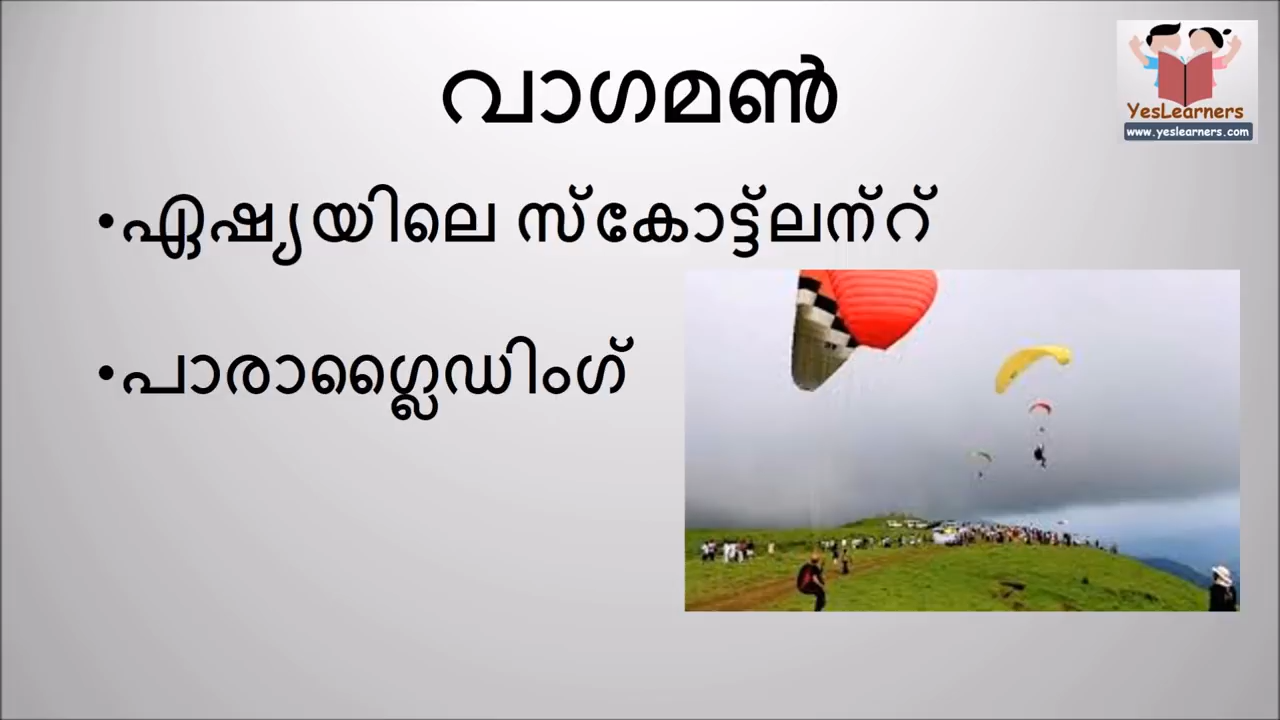 വാഗമൺ
YesLearners
www.yeslearners.com
•ഏഷ്യയിലെ സ്കോട്ട്ലന്റ്
•പാരാഗ്ലൈഡിംഗ്